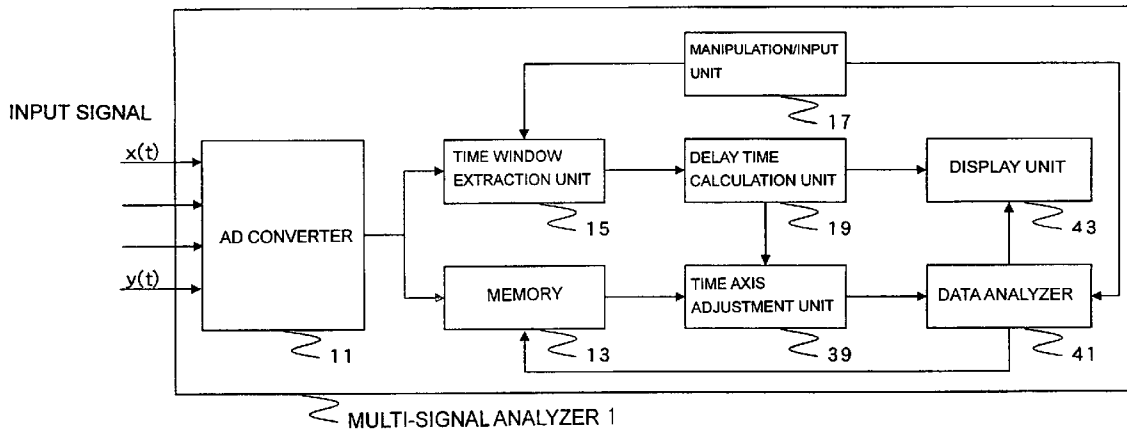 MANIPULATION/INPUT
UNIT
17
INPUT SIGNAL
x(t)
y(t)
AD CONVERTER
11
TIME WINDOW
EXTRACTION UNIT
15
DELAY TIME
CALCULATION UNIT
19
DISPLAY UNIT
43
MEMORY
13
TIME AXIS
ADJUSTMENT UNIT
39
DATA ANALYZER
41
MULTI-SIGNAL ANALYZER 1